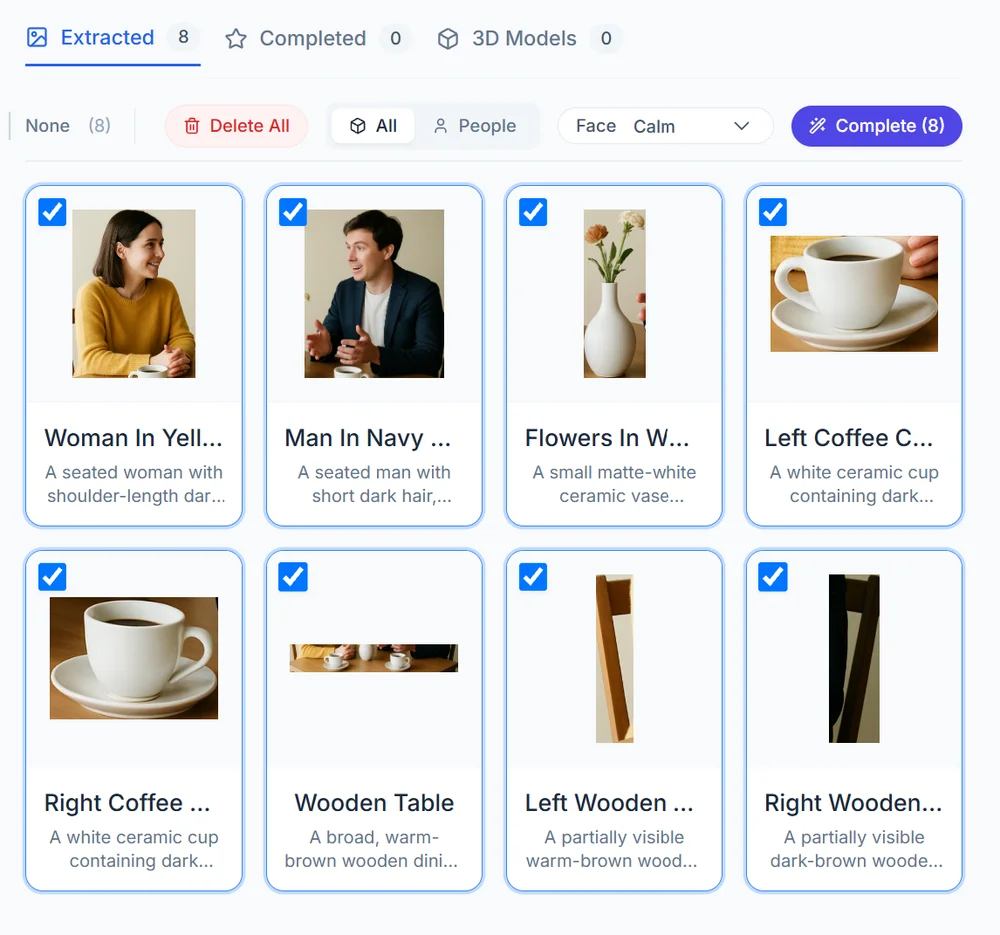 Extracted 8 Completed 0 3D Models 0
None (8) Delete All All People Face Calm Complete (8)
Woman In Yell... Man In Navy ... Flowers In W... Left Coffee C...
A seated woman with A seated man with A small matte-white A white ceramic cup
shoulder-length dar... short dark hair,... ceramic vase... containing dark...
Right Coffee ... Wooden Table Left Wooden ... Right Wooden...
A white ceramic cup A broad, warm- A partially visible A partially visible
containing dark... brown wooden dini... warm-brown wood... dark-brown woode...